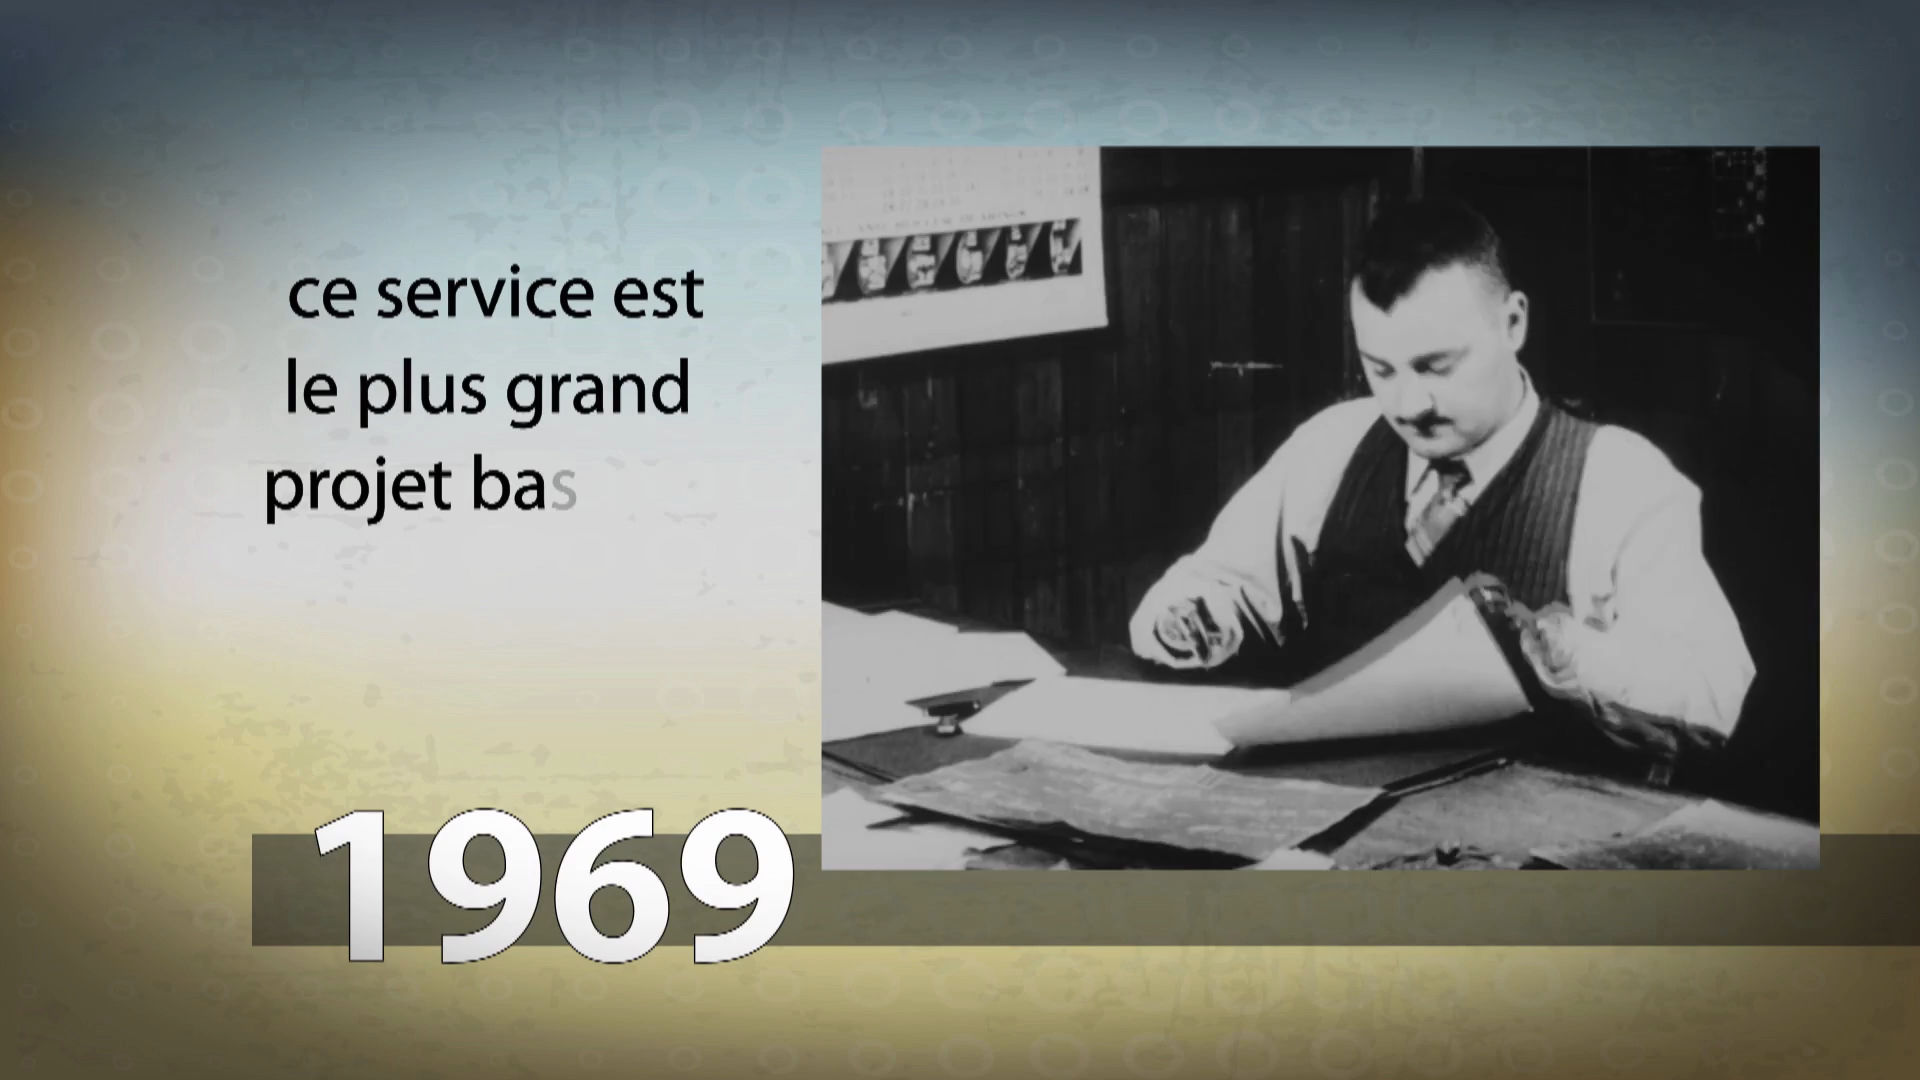 ce service est
le plus grand
projet bas
1969